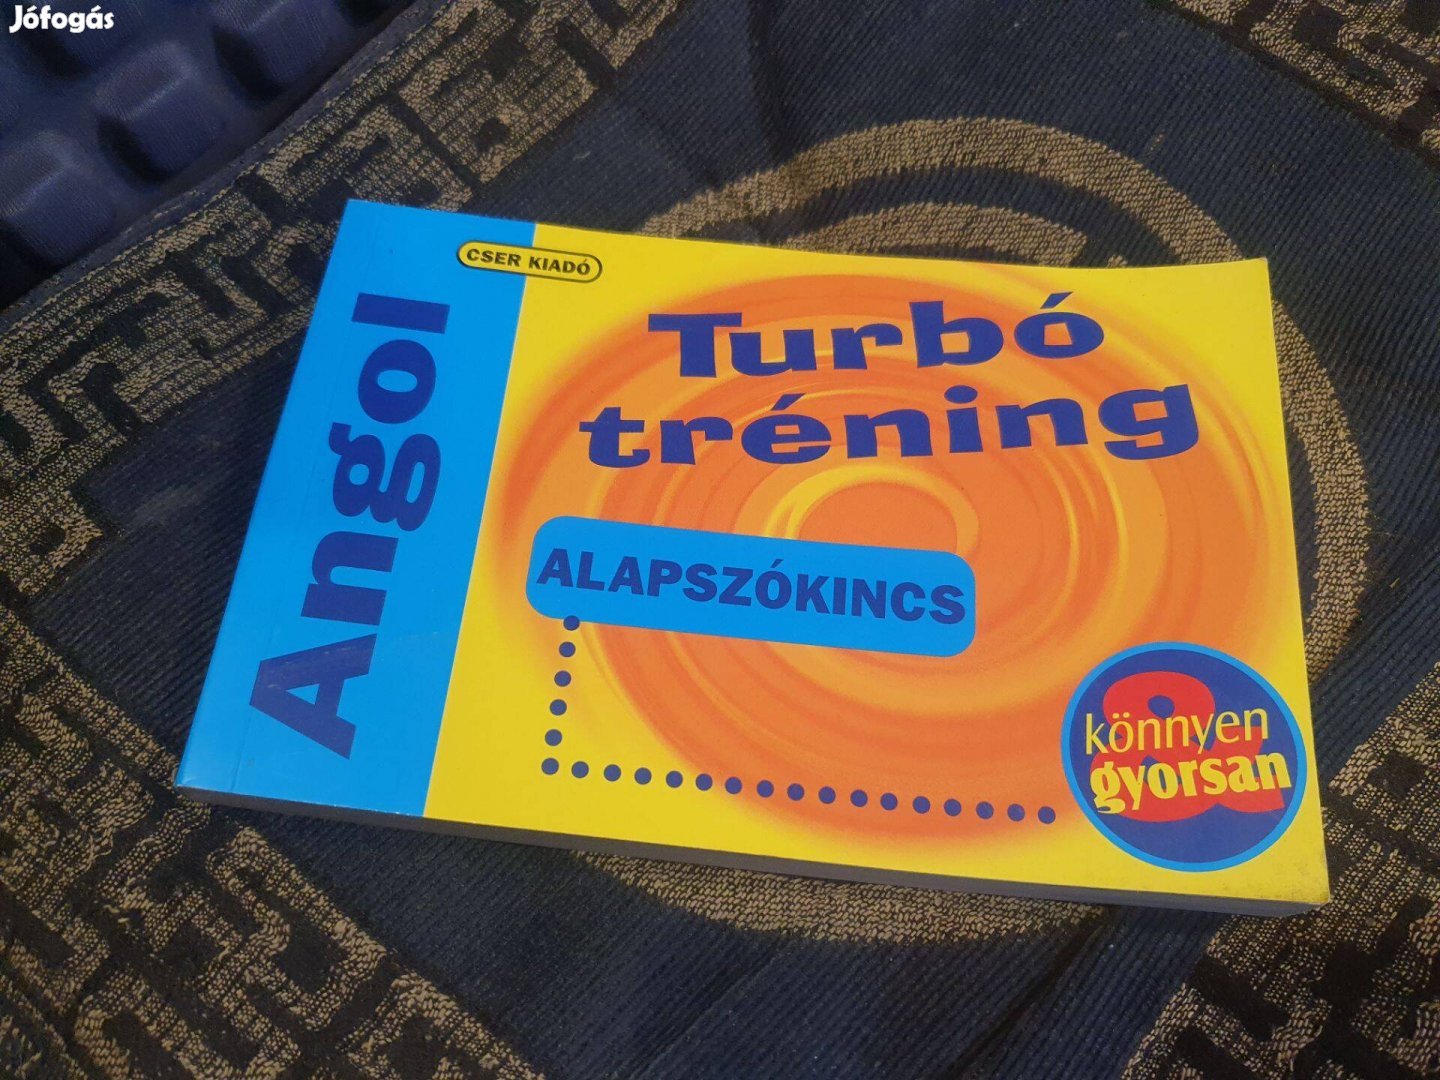 Jófogás
CSER KIADÓ
Angol
Turbó
tréning
ALAPSZÓKINCS
&
könnyen
gyorsan